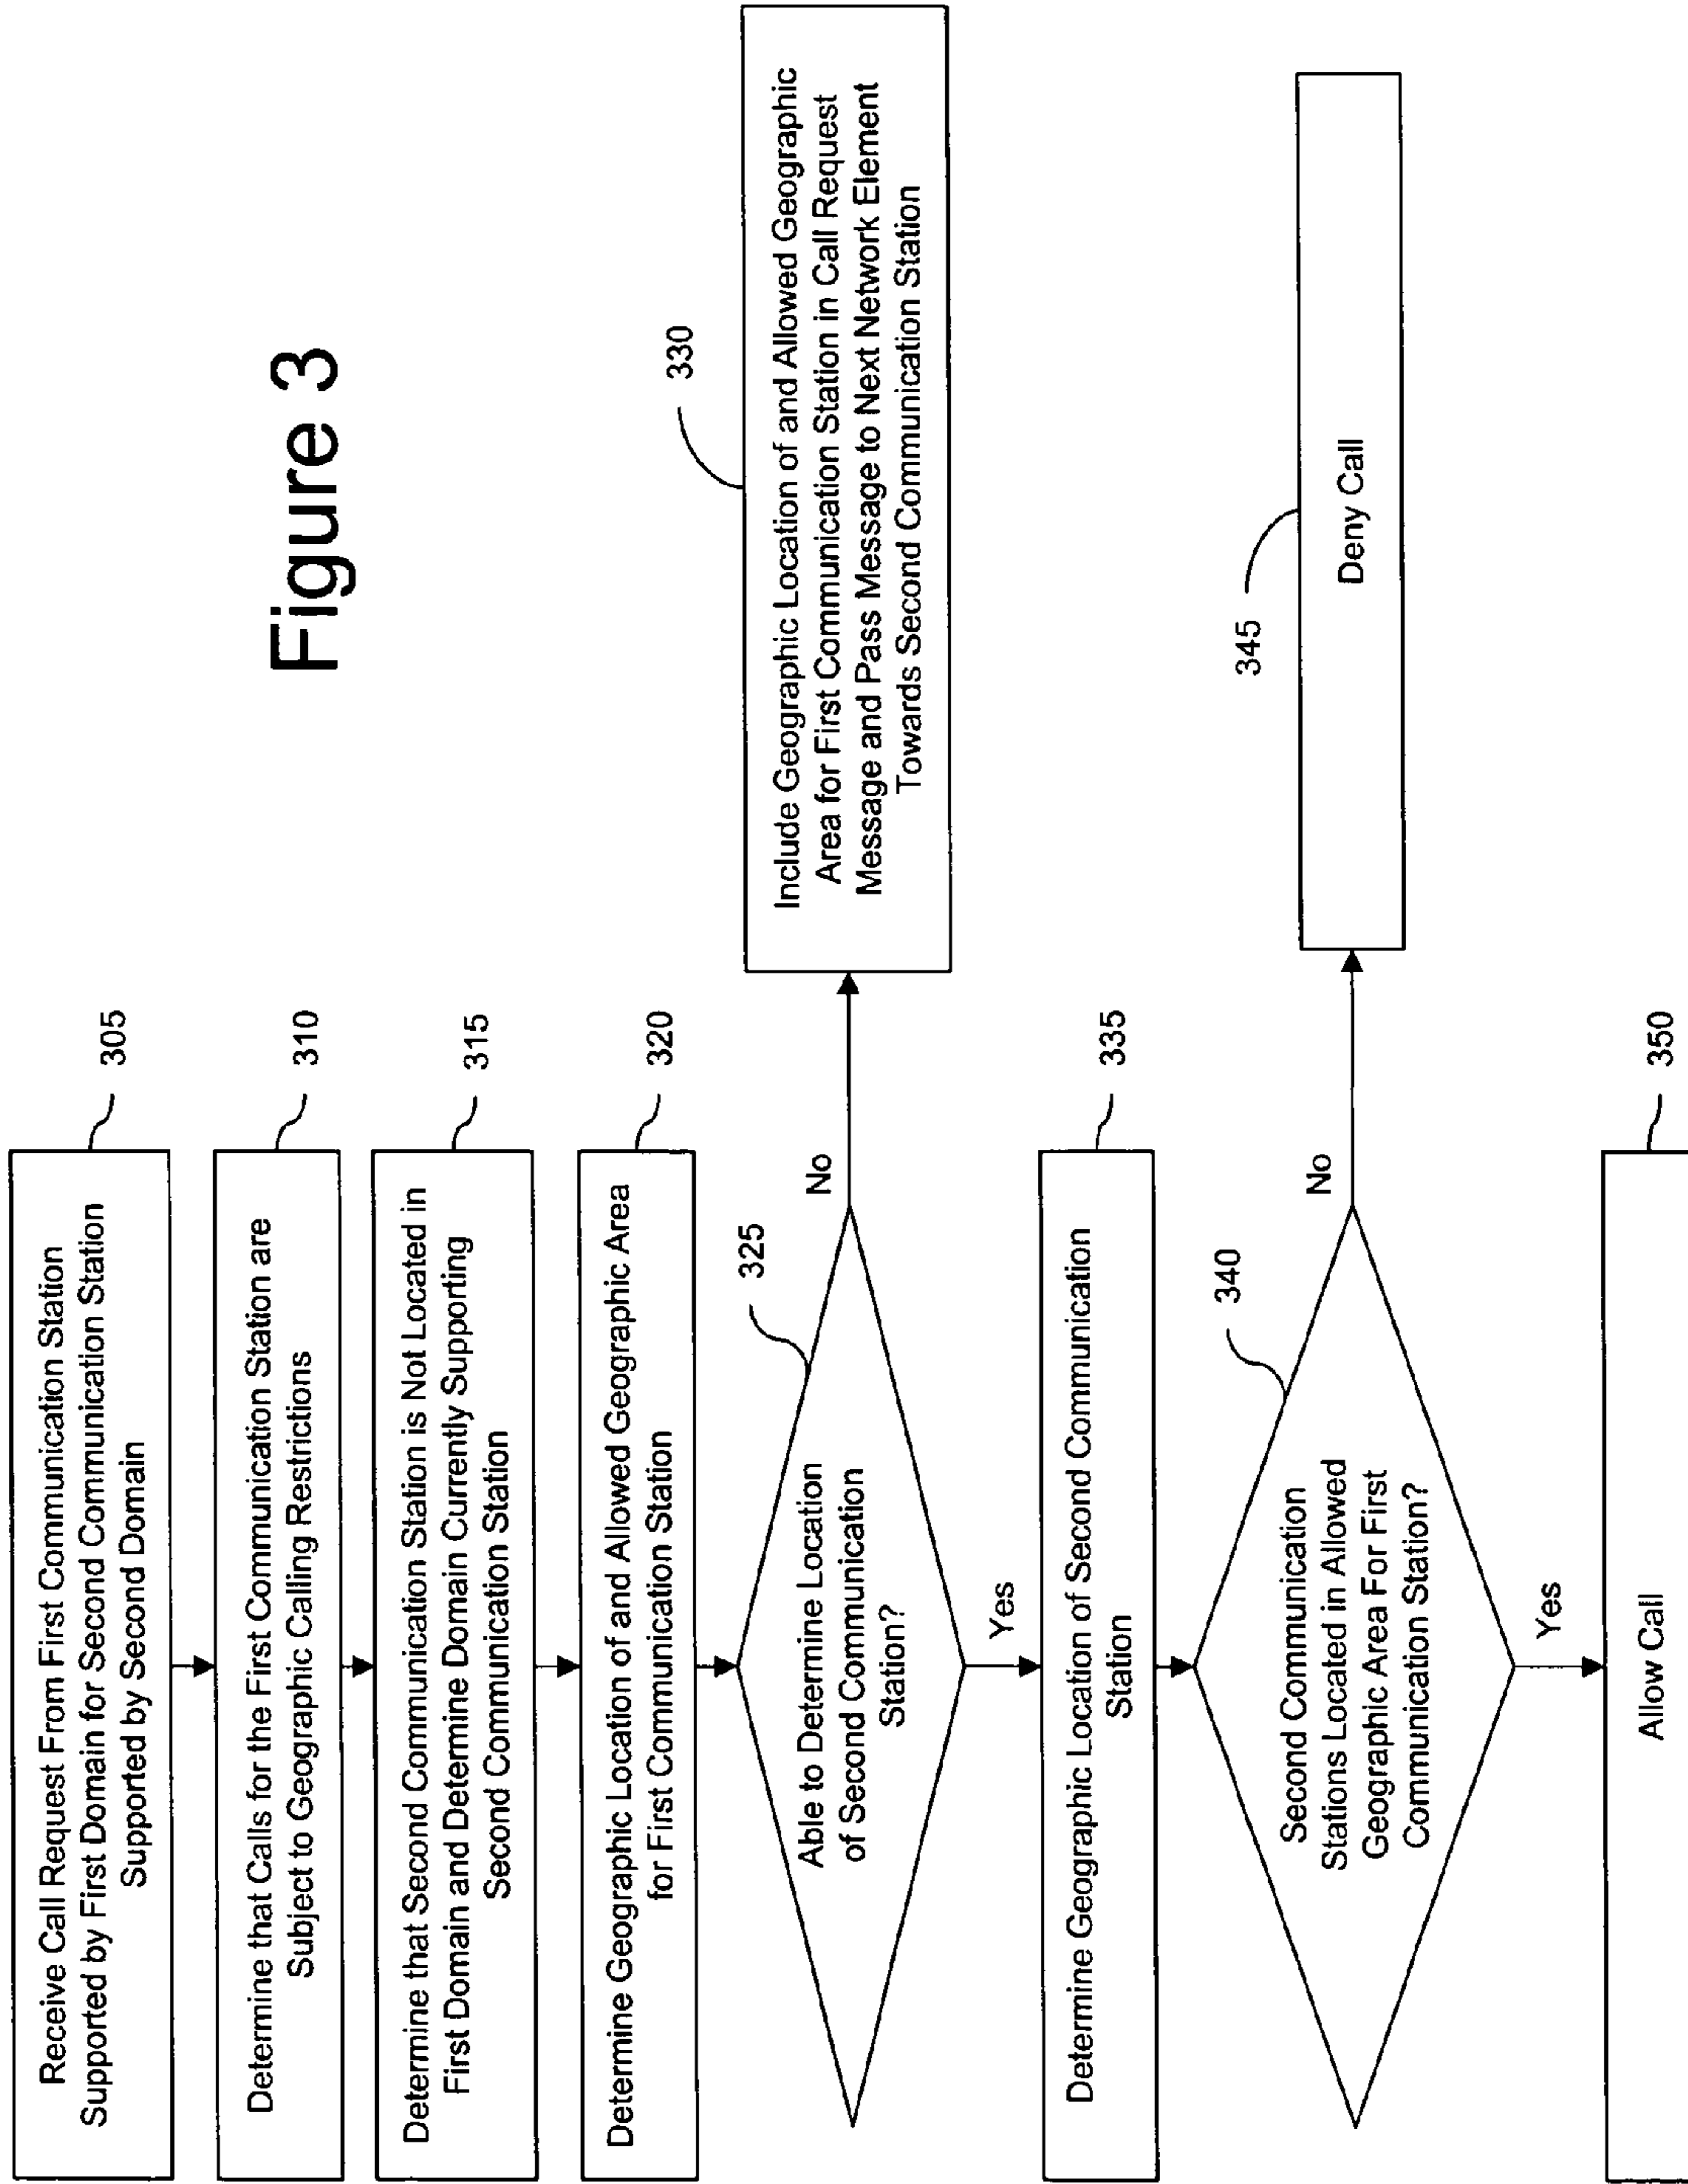 Figure 3
Receive Call Request From First Communication Station
Supported by First Domain for Second Communication Station
Supported by Second Domain
305
Determine that Calls for the First Communication Station are
Subject to Geographic Calling Restrictions
310
Determine that Second Communication Station is Not Located in
First Domain and Determine Domain Currently Supporting
Second Communication Station
315
Determine Geographic Location of and Allowed Geographic Area
for First Communication Station
320
Able to Determine Location
of Second Communication
Station?
325
No
Include Geographic Location of and Allowed Geographic
Area for First Communication Station in Call Request
Message and Pass Message to Next Network Element
Towards Second Communication Station
330
Yes
Determine Geographic Location of Second Communication
Station
335
Second Communication
Stations Located in Allowed
Geographic Area For First
Communication Station?
340
No
Deny Call
345
Yes
Allow Call
350